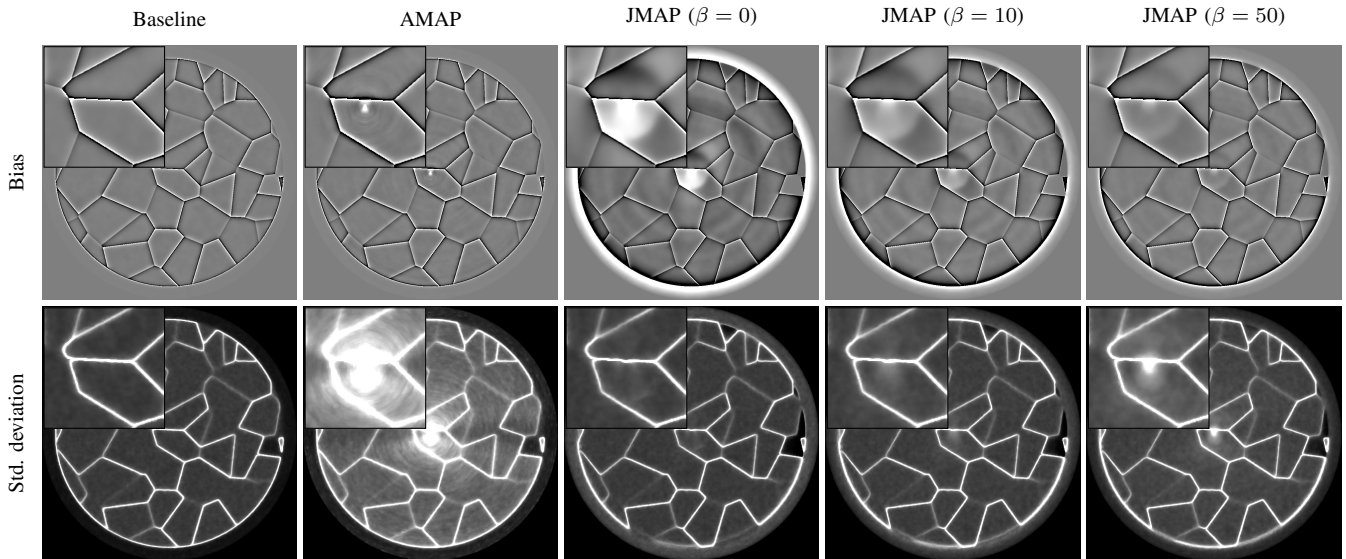 Baseline
AMAP
JMAP (β = 0)
JMAP (β = 10)
JMAP (β = 50)
Bias
Std. deviation